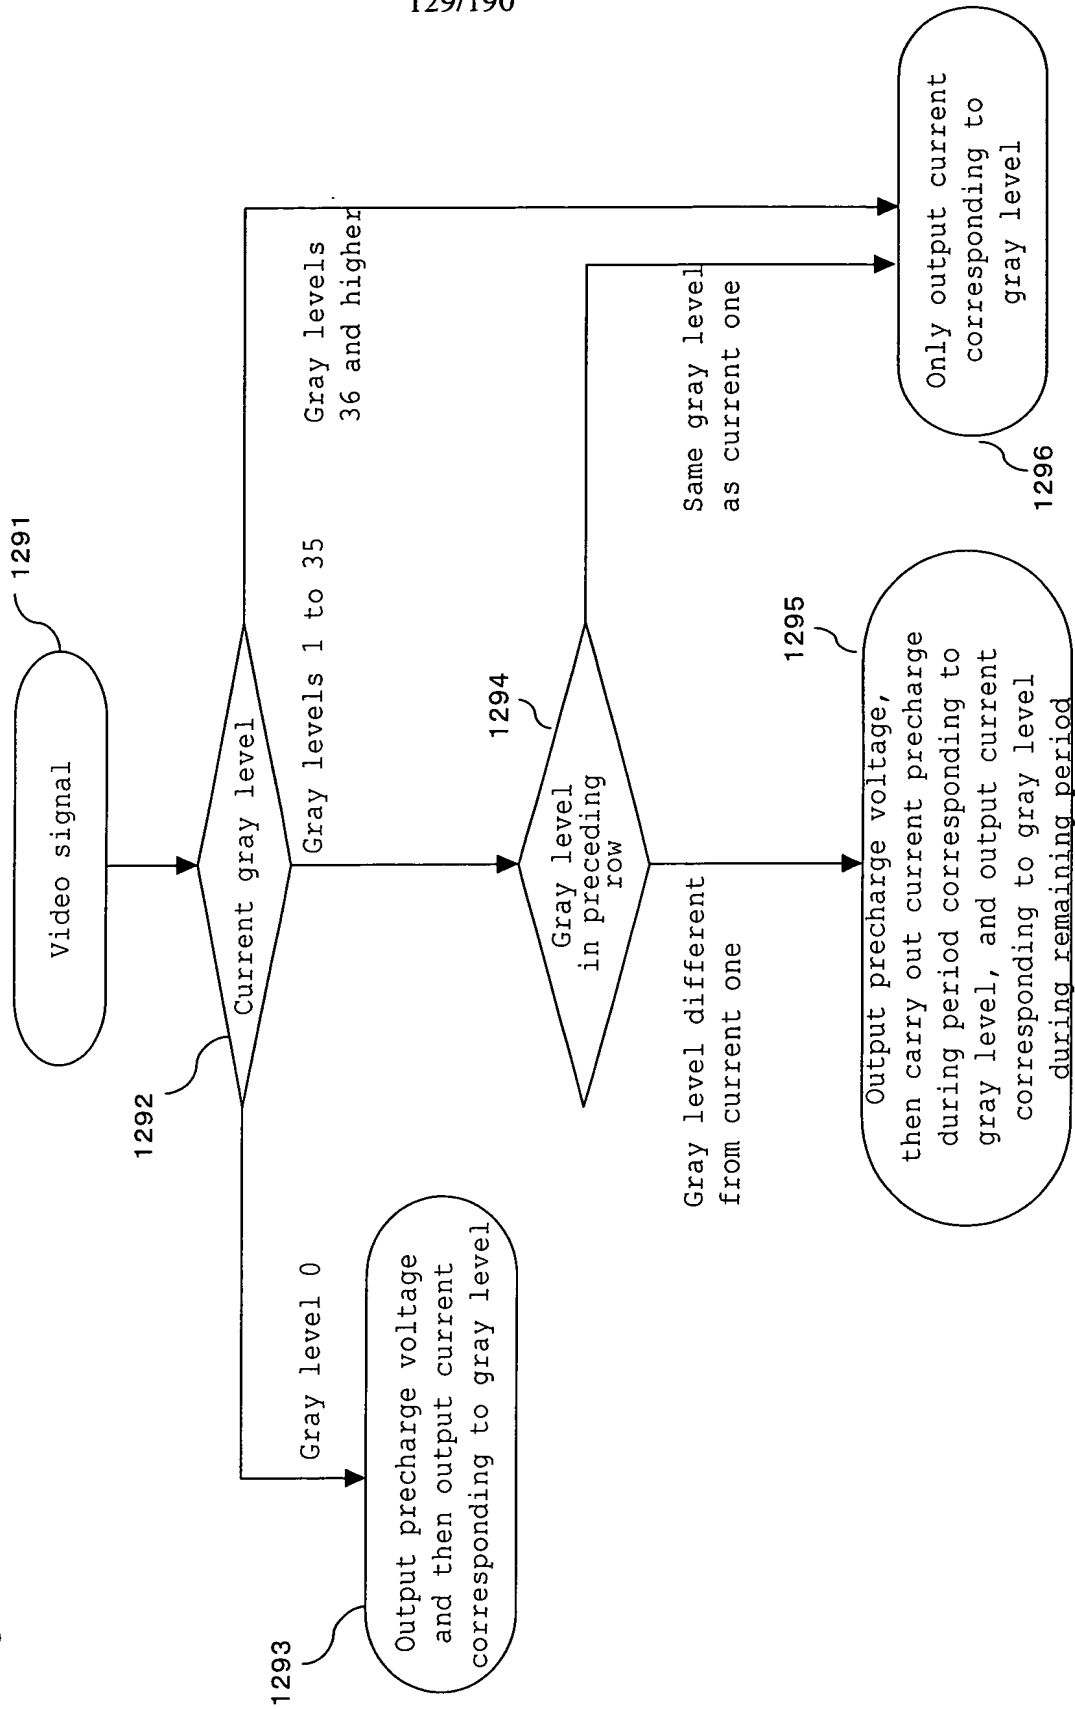 129/190
1291
Video signal
1292
Current gray level
Gray level 0
Gray levels 1 to 35
Gray levels
36 and higher
1293
Output precharge voltage
and then output current
corresponding to gray level
1294
Gray level
in preceding
row
Gray level different
from current one
Same gray level
as current one
1295
Output precharge voltage,
then carry out current precharge
during period corresponding to
gray level, and output current
corresponding to gray level
during remaining period
1296
Only output current
corresponding to
gray level